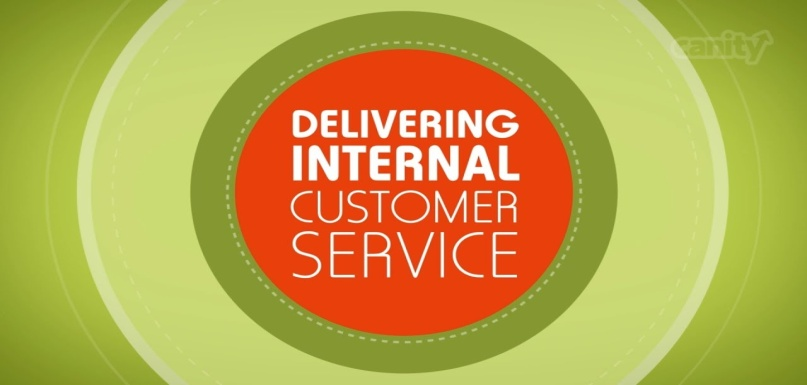 canity
DELIVERING
INTERNAL
CUSTOMER
SERVICE